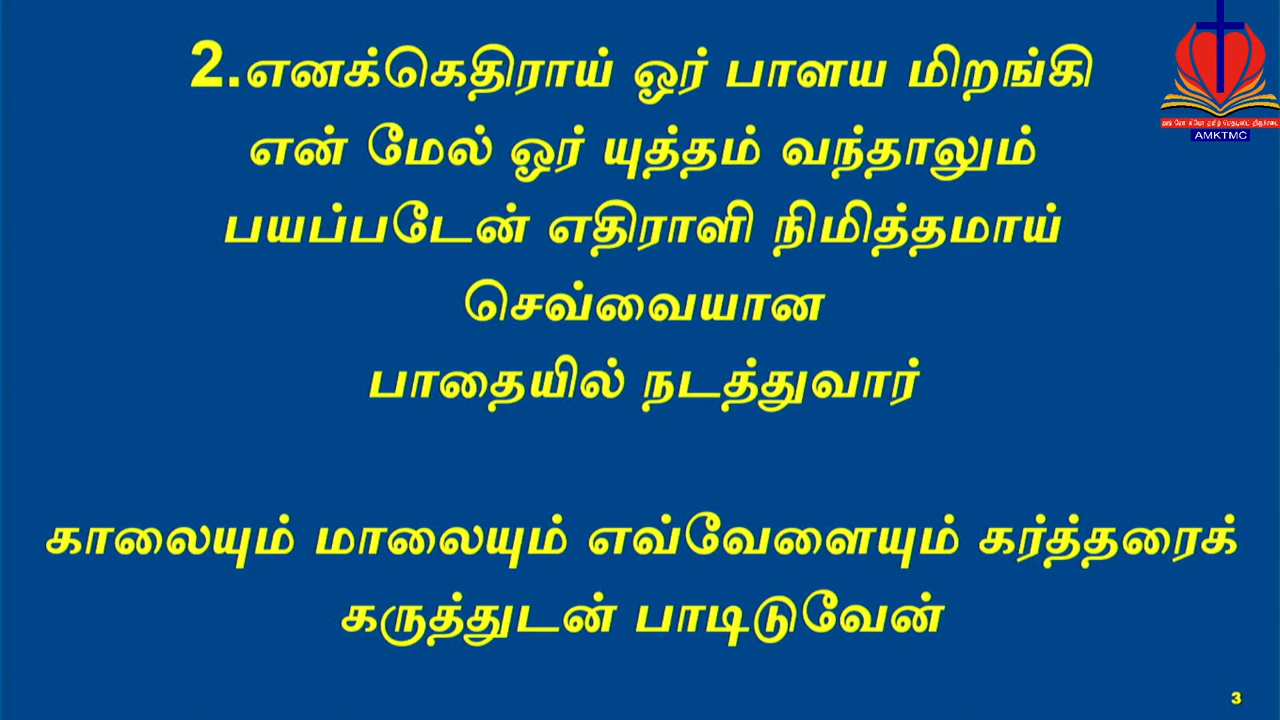 2.எனக்கெதிராய் ஓர் பாளய மிறங்கி
என் மேல் ஓர் யுத்தம் வந்தாலும்
பயப்படேன் எதிராளி நிமித்தமாய்
செவ்வையான
பாதையில் நடத்துவார்
காலையும் மாலையும் எவ்வேளையும் கர்த்தரைக்
கருத்துடன் பாடிடுவேன்
AMKTMC
3